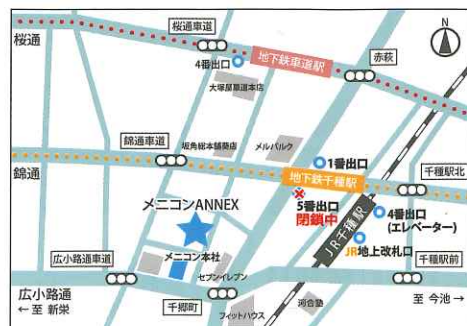 N
桜通
桜通車道
地下鉄車道駅
赤萩
4番出口
大塚屋車道本店
錦通
錦通車道
坂角総本舗葵店
メルパルク
1番出口
地下鉄千種駅
千種駅北
メニコンANNEX
5番出口
閉鎖中
JR千種駅
4番出口
(エレベーター)
JR地上改札口
広小路車道
メニコン本社
セブンイレブン
千種駅前
広小路通
← 至 新栄
千郷町
フィットハウス
河合塾
至 今池 →